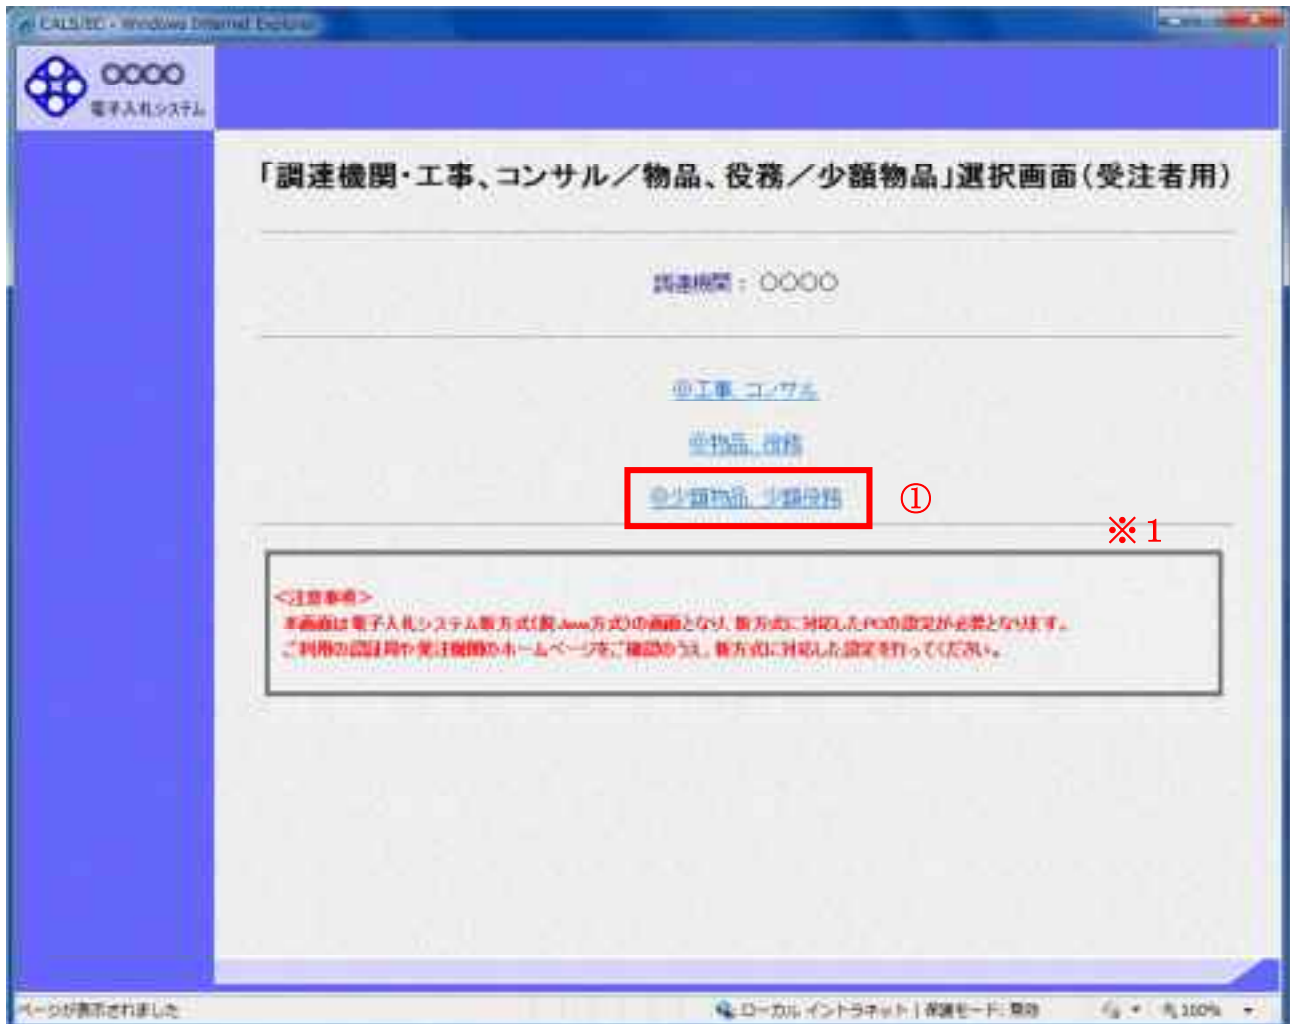 CALS/EC - Windows Internet Explorer
〇〇〇〇
電子入札システム
「調達機関・工事、コンサル／物品、役務／少額物品」選択画面（受注者用）
調達機関： 〇〇〇〇
◎工事、コンサル
◎物品、役務
◎少額物品、少額役務
①
※１
＜注意事項＞
本画面は電子入札システム新方式（脱Java方式）の画面となり、新方式に対応したPCの設定が必要となります。
ご利用の認証局や発注機関のホームページをご確認のうえ、新方式に対応した設定を行ってください。
ページが表示されました
ローカル イントラネット | 保護モード: 無効
100%